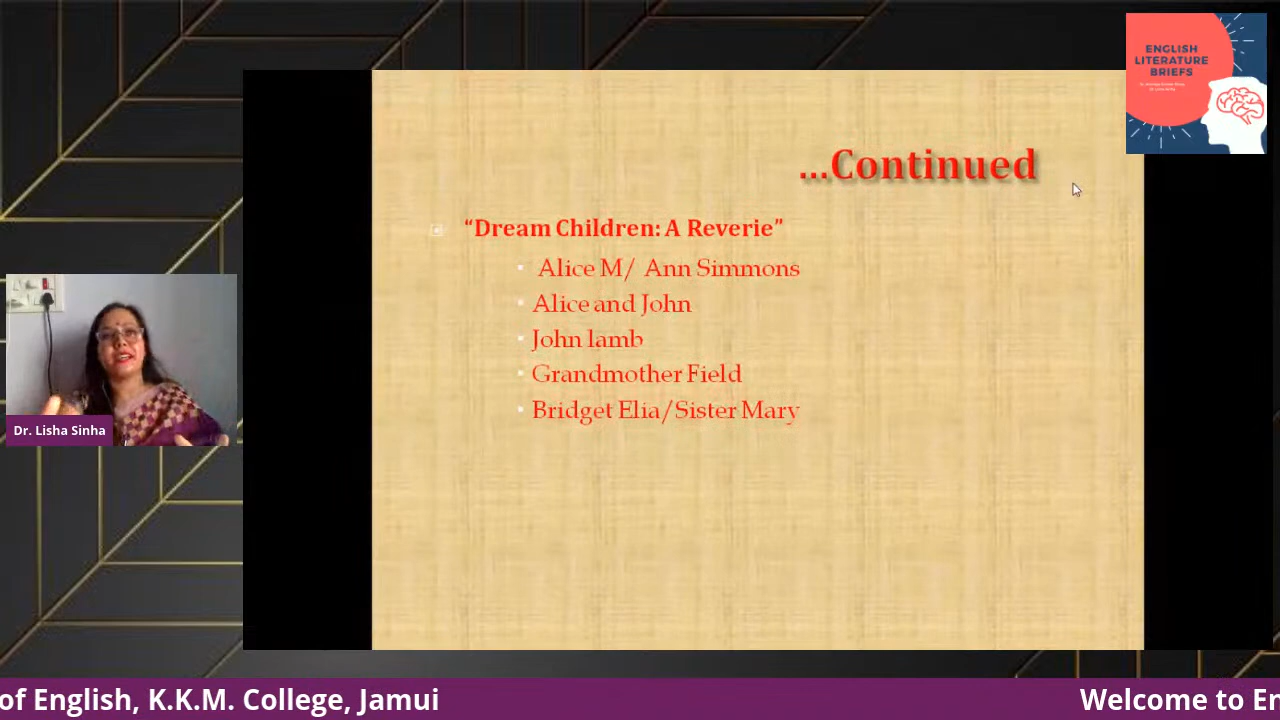 ENGLISH
LITERATURE
BRIEFS
...Continued
“Dream Children: A Reverie”
Alice M/ Ann Simmons
Alice and John
John lamb
Grandmother Field
Bridget Elia/Sister Mary
Dr. Lisha Sinha
of English, K.K.M. College, Jamui
Welcome to En